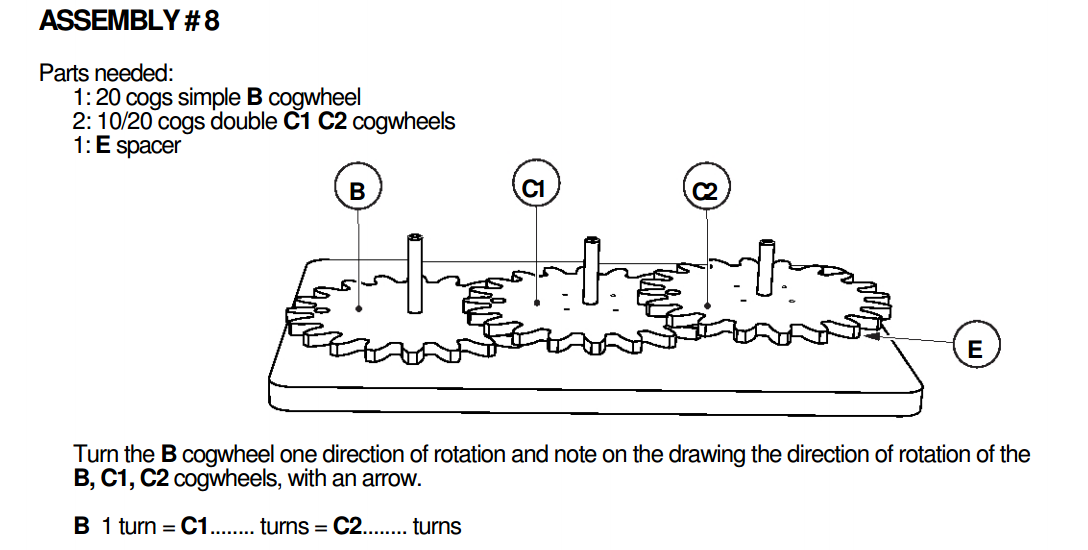 ASSEMBLY # 8
Parts needed:
1: 20 cogs simple B cogwheel
2: 10/20 cogs double C1 C2 cogwheels
1: E spacer
B
C1
C2
E
Turn the B cogwheel one direction of rotation and note on the drawing the direction of rotation of the
B, C1, C2 cogwheels, with an arrow.
B 1 turn = C1........ turns = C2........ turns